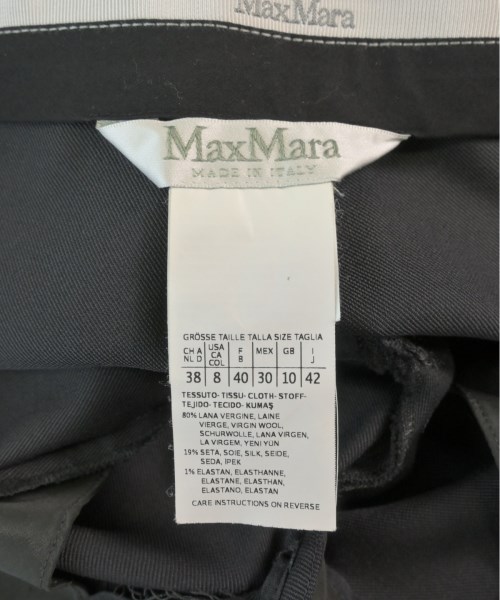 MaxMara
MaxMara
MADE IN ITALY
GRÖSSE TAILLE TALLA SIZE TAGLIA
CH A NL D USA CA COL F B MEX GB I J
38 8 40 30 10 42
TESSUTO-TISSU-CLOTH-STOFF-
TEJIDO-TECIDO-KUMAŞ
80% LANA VERGINE, LAINE
VIERGE, VIRGIN WOOL,
SCHURWOLLE, LANA VIRGEN,
LA VIRGEM, YENI YÜN
19% SETA, SOIE, SILK, SEIDE,
SEDA, IPEK
1% ELASTAN, ELASTHANNE,
ELASTANE, ELASTHAN,
ELASTANO, ELASTAN
CARE INSTRUCTIONS ON REVERSE